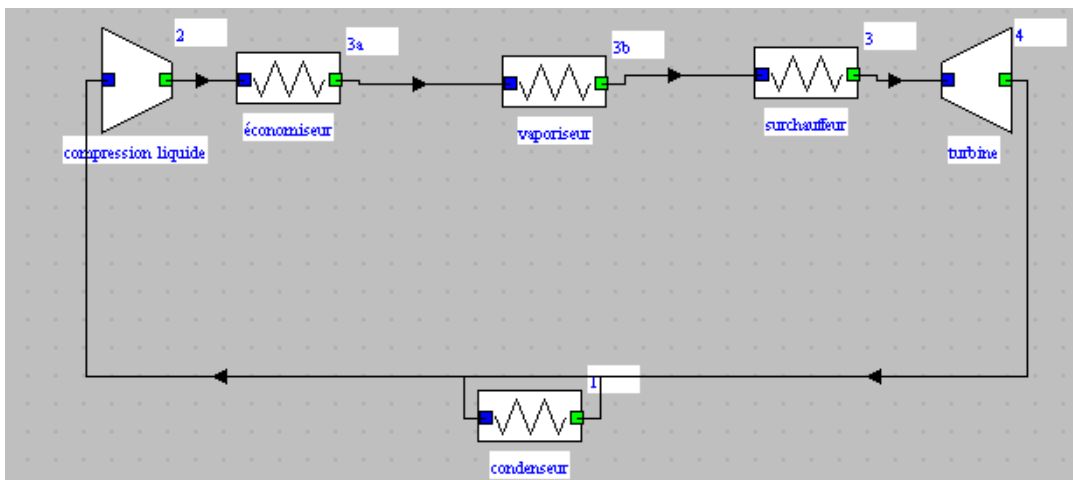 2
3a
3b
3
4
économiseur
vaporiseur
surchauffeur
compression liquide
turbine
1
condenseur